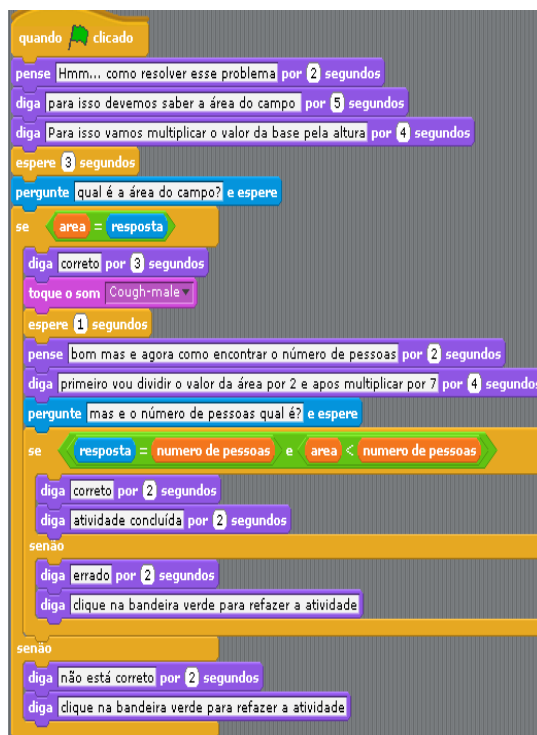 quando clicado
pense Hmm... como resolver esse problema por 2 segundos
diga para isso devemos saber a área do campo por 5 segundos
diga Para isso vamos multiplicar o valor da base pela altura por 4 segundos
espere 3 segundos
pergunte qual é a área do campo? e espere
se area = resposta
diga correto por 3 segundos
toque o som Cough-male
espere 1 segundos
pense bom mas e agora como encontrar o número de pessoas por 2 segundos
diga primeiro vou dividir o valor da área por 2 e apos multiplicar por 7 por 4 segundos
pergunte mas e o número de pessoas qual é? e espere
se resposta = numero de pessoas e area < numero de pessoas
diga correto por 2 segundos
diga atividade concluída por 2 segundos
senão
diga errado por 2 segundos
diga clique na bandeira verde para refazer a atividade
senão
diga não está correto por 2 segundos
diga clique na bandeira verde para refazer a atividade